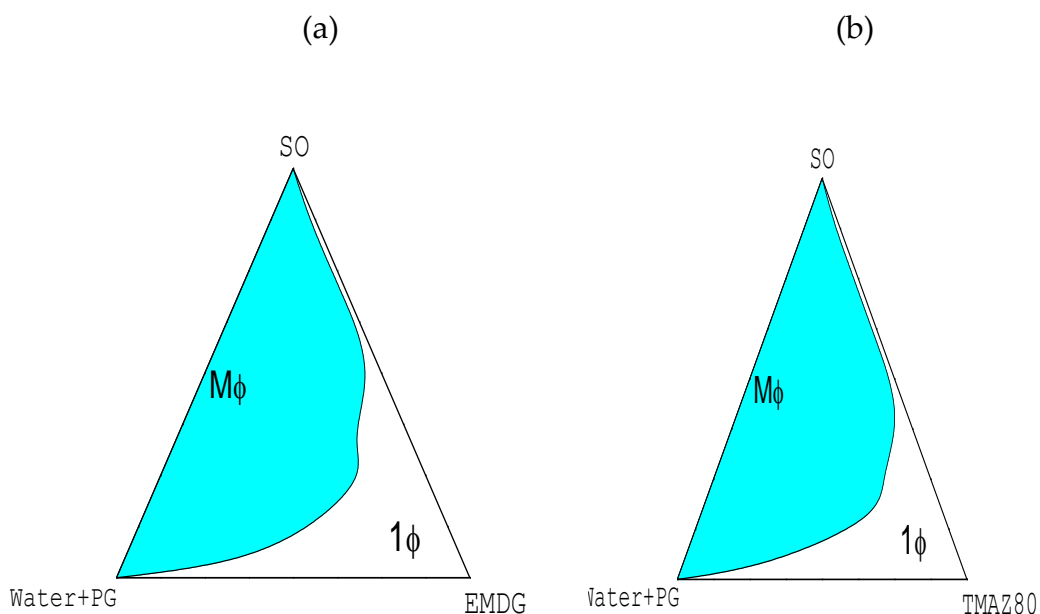 (a) (b)
SO SO
Mφ Mφ
1φ 1φ
Water+PG EMDG Water+PG TMAZ80